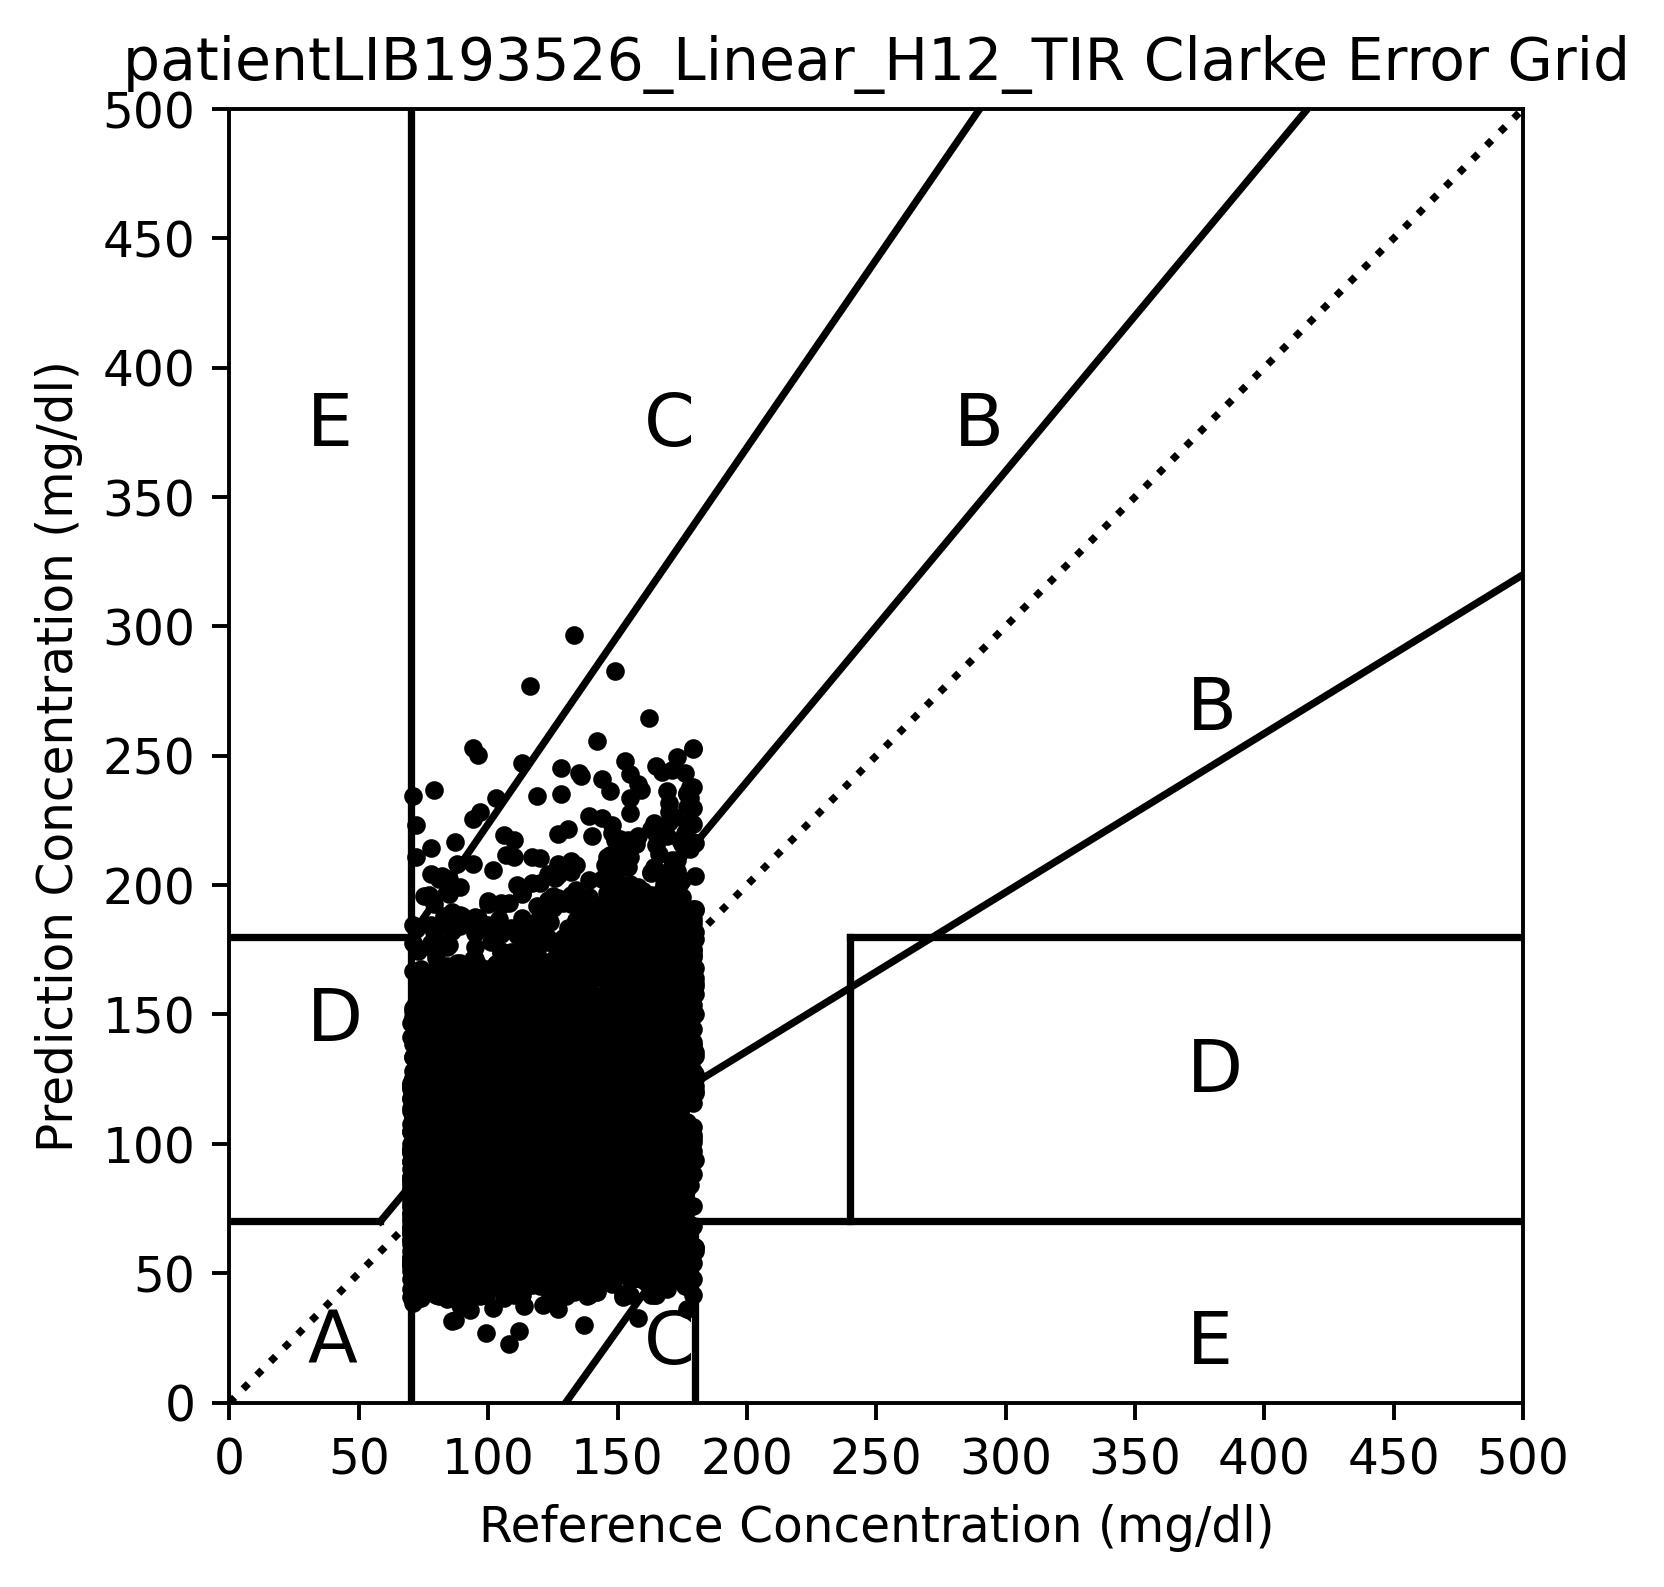 patientLIB193526_Linear_H12_TIR Clarke Error Grid
500
450
400
350
300
250
200
150
100
50
0
Prediction Concentration (mg/dl)
E
C
B
B
D
D
A
C
E
0 50 100 150 200 250 300 350 400 450 500
Reference Concentration (mg/dl)